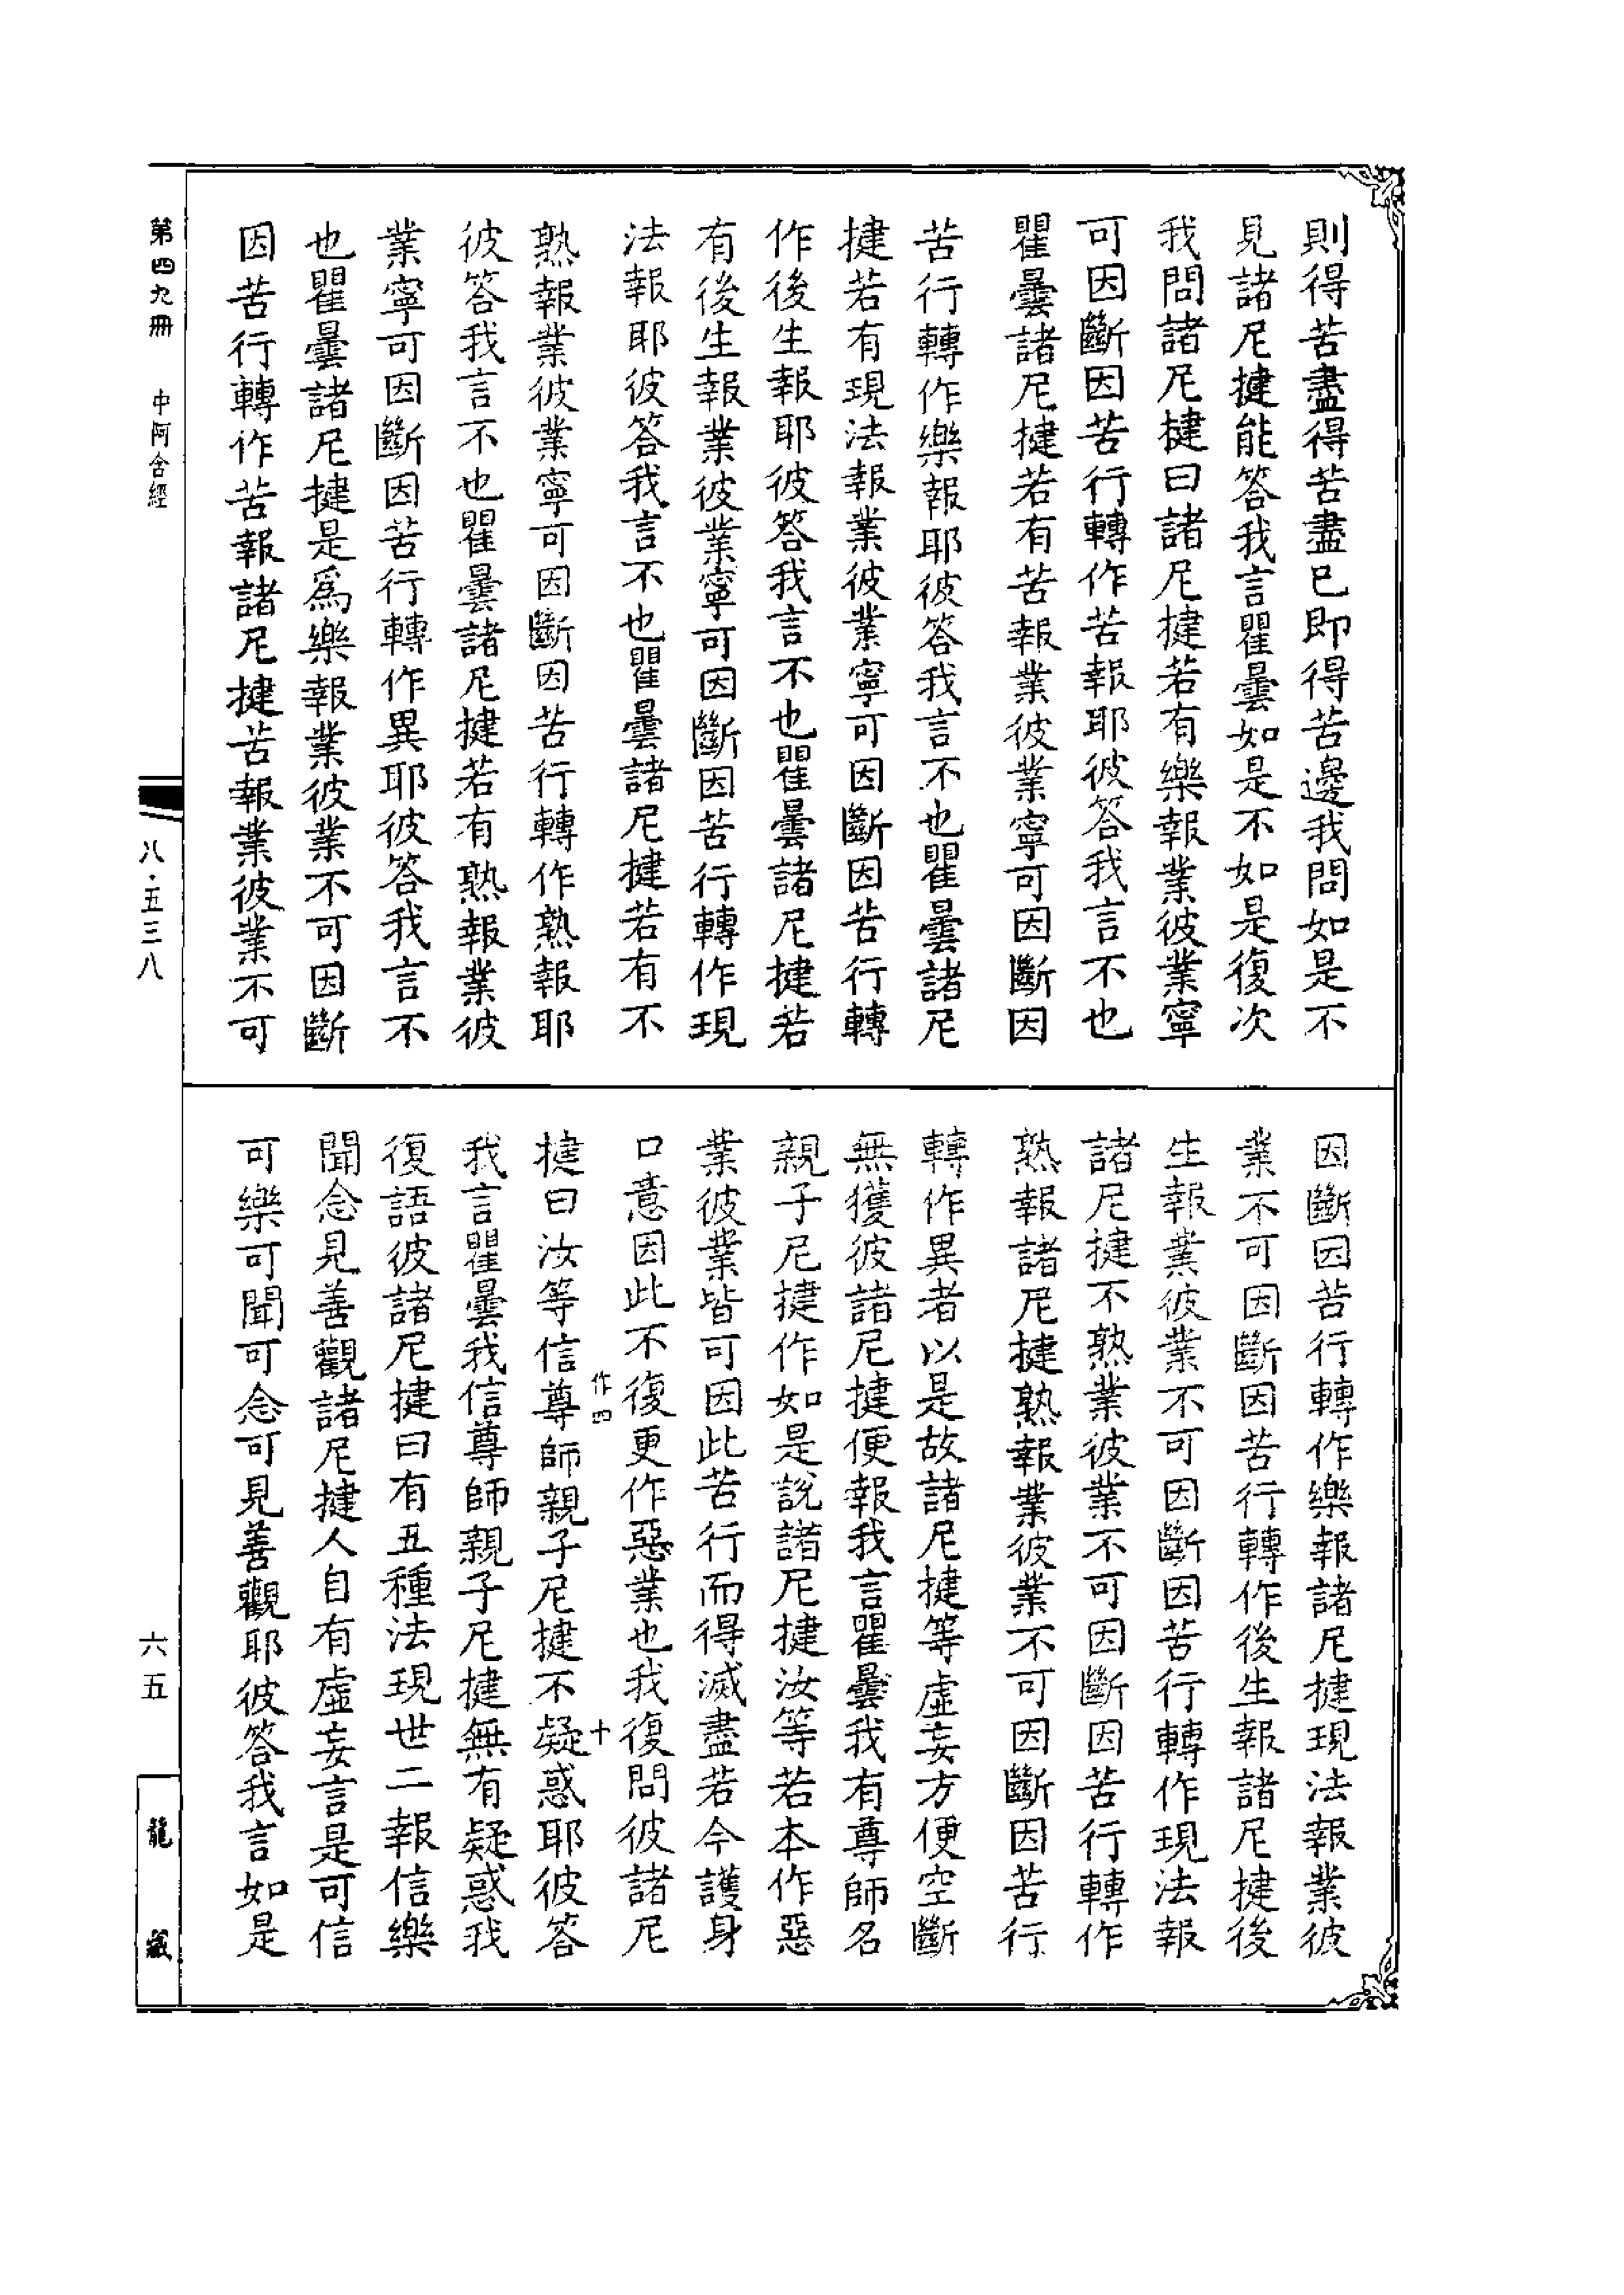 則得苦盡得苦盡已即得苦邊我問如是不
見諸尼揵能答我言瞿曇如是不如是復次
我問諸尼揵曰諸尼揵若有樂報業彼業寧
可因斷因苦行轉作苦報耶彼答我言不也
瞿曇諸尼揵若有苦報業彼業寧可因斷因
苦行轉作樂報耶彼答我言不也瞿曇諸尼
揵若有現法報業彼業寧可因斷因苦行轉
作後生報耶彼答我言不也瞿曇諸尼揵若
有後生報業彼業寧可因斷因苦行轉作現
法報耶彼答我言不也瞿曇諸尼揵若有不
熟報業彼業寧可因斷因苦行轉作熟報耶
彼答我言不也瞿曇諸尼揵若有熟報業彼
業寧可因斷因苦行轉作異耶彼答我言不
也瞿曇諸尼揵是爲樂報業彼業不可因斷
因苦行轉作苦報諸尼揵苦報業彼業不可
因斷因苦行轉作樂報諸尼揵現法報業彼
業不可因斷因苦行轉作後生報諸尼揵後
生報業彼業不可因斷因苦行轉作現法報
諸尼揵不熟業彼業不可因斷因苦行轉作
熟報諸尼揵熟報業彼業不可因斷因苦行
轉作異者以是故諸尼揵等虛妄方便空斷
無獲彼諸尼揵便報我言瞿曇我有尊師名
親子尼揵作如是說諸尼揵汝等若本作惡
業彼業皆可因此苦行而得滅盡若今護身
口意因此不復更作惡業也我復問彼諸尼
作四 十
揵曰汝等信尊師親子尼揵不疑惑耶彼答
我言瞿曇我信尊師親子尼揵無有疑惑我
復語彼諸尼揵曰有五種法現世二報信樂
聞念見善觀諸尼揵人自有虛妄言是可信
可樂可聞可念可見善觀耶彼答我言如是
第四九冊 中阿含經
八·五三八
六五
龍藏